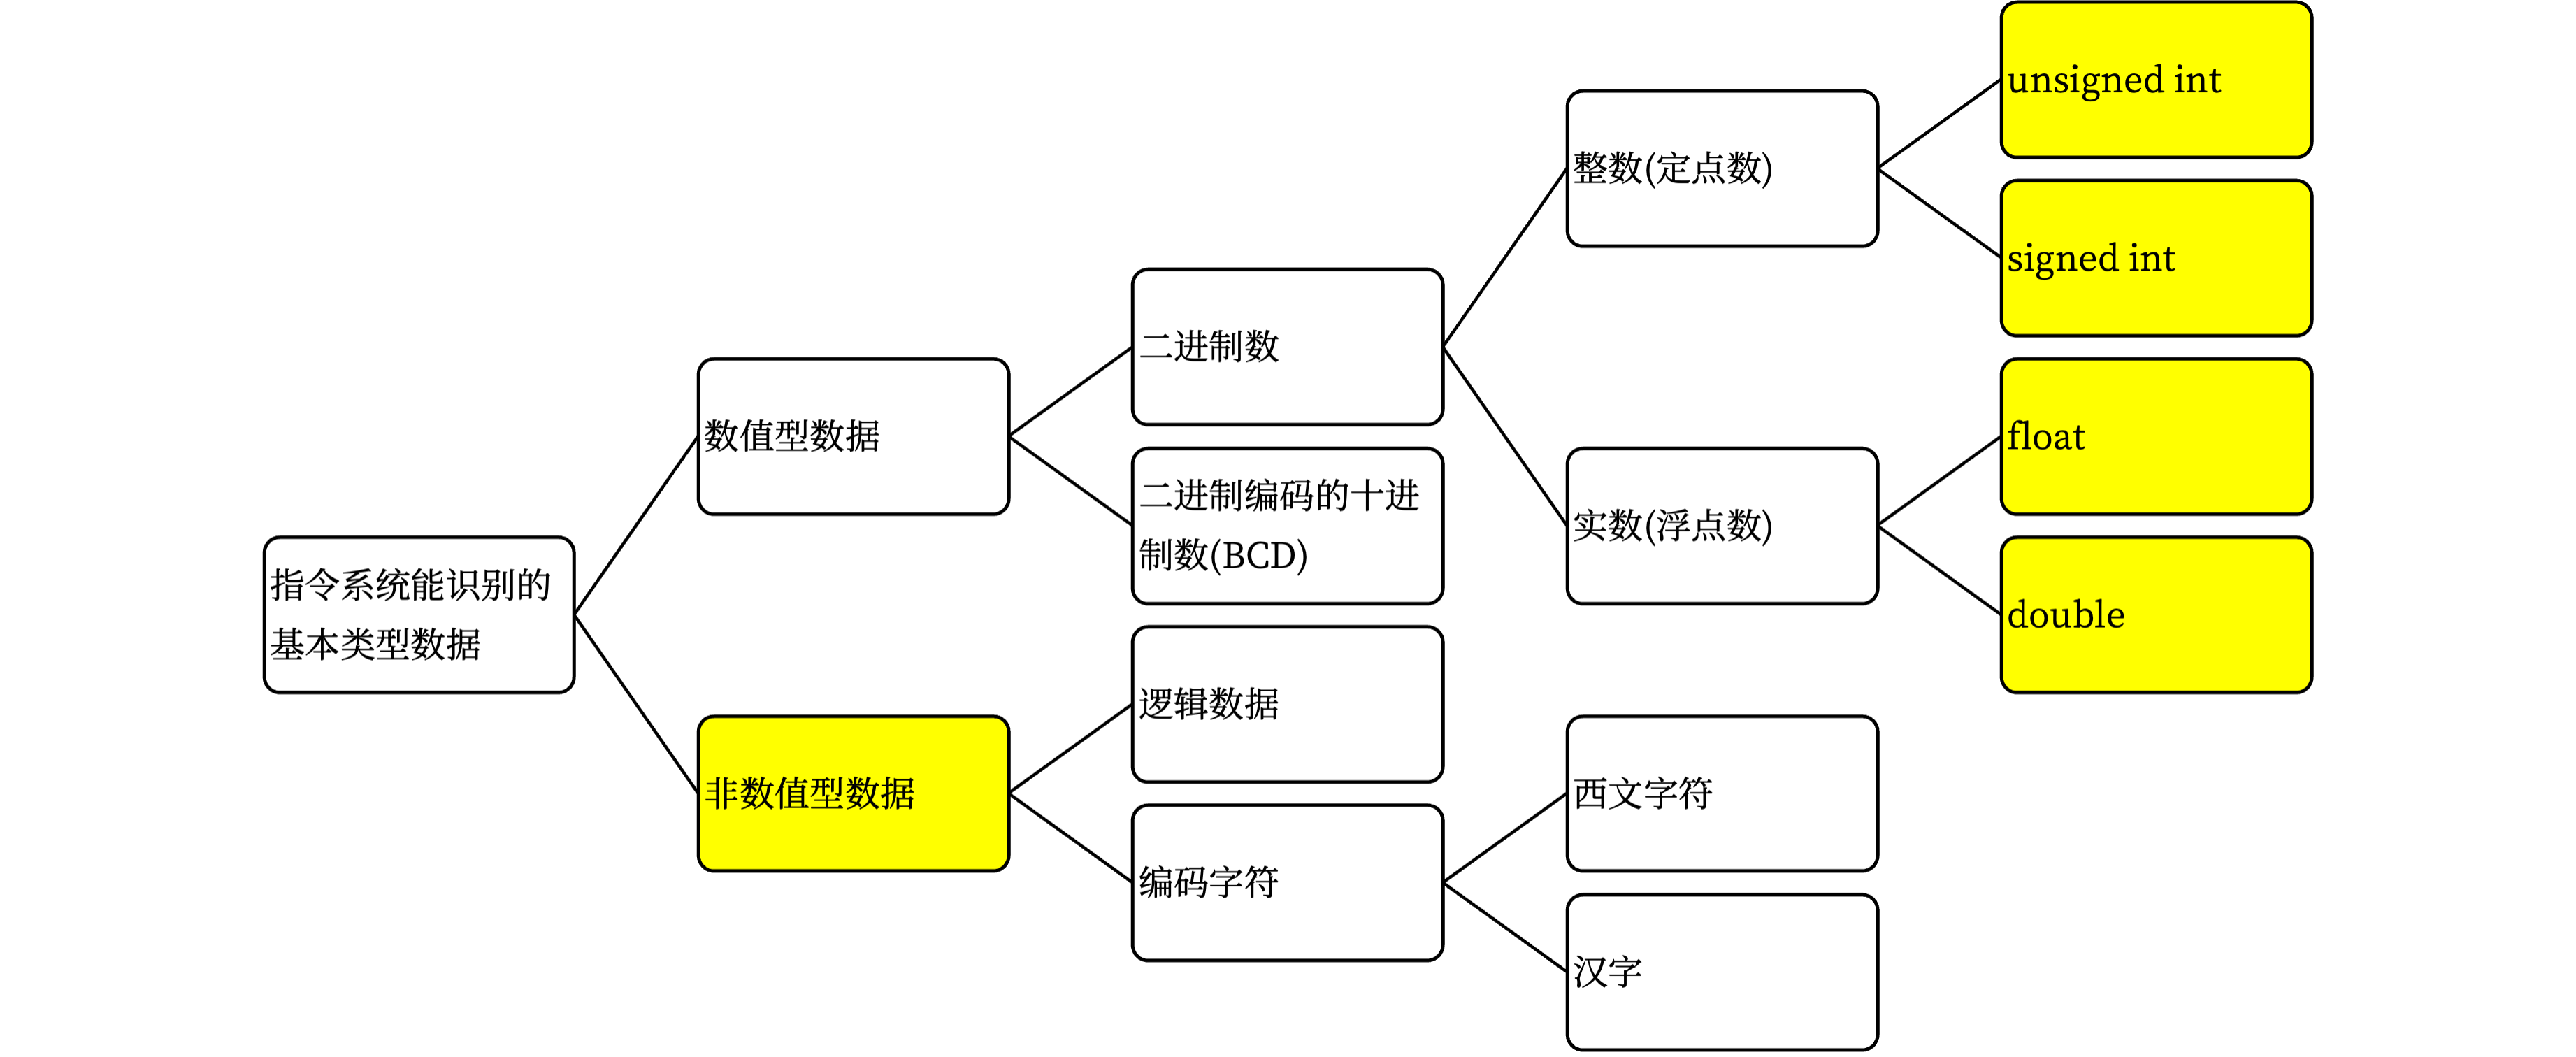 指令系统能识别的
基本类型数据
数值型数据
二进制数
整数(定点数)
unsigned int
signed int
实数(浮点数)
float
double
二进制编码的十进
制数(BCD)
非数值型数据
逻辑数据
编码字符
西文字符
汉字